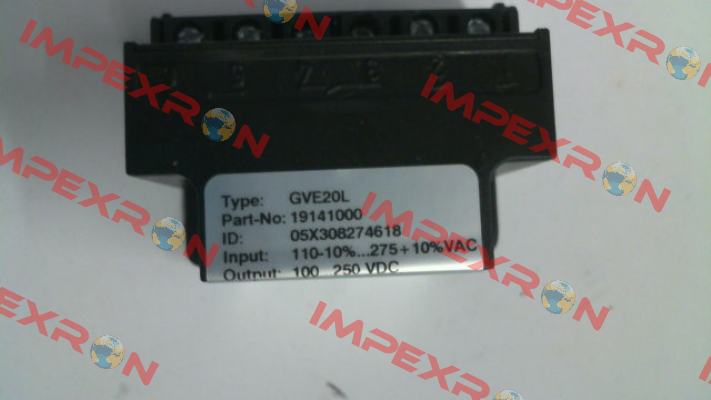 IMPEXRON
IMPEXRON
IMPEXRON
IMPEXRON
Type: GVE20L
Part-No: 19141000
ID: 05X308274618
Input: 110-10%...275+10%VAC
Output: 100 250 VDC
IMPEXRON
IMPEXRON